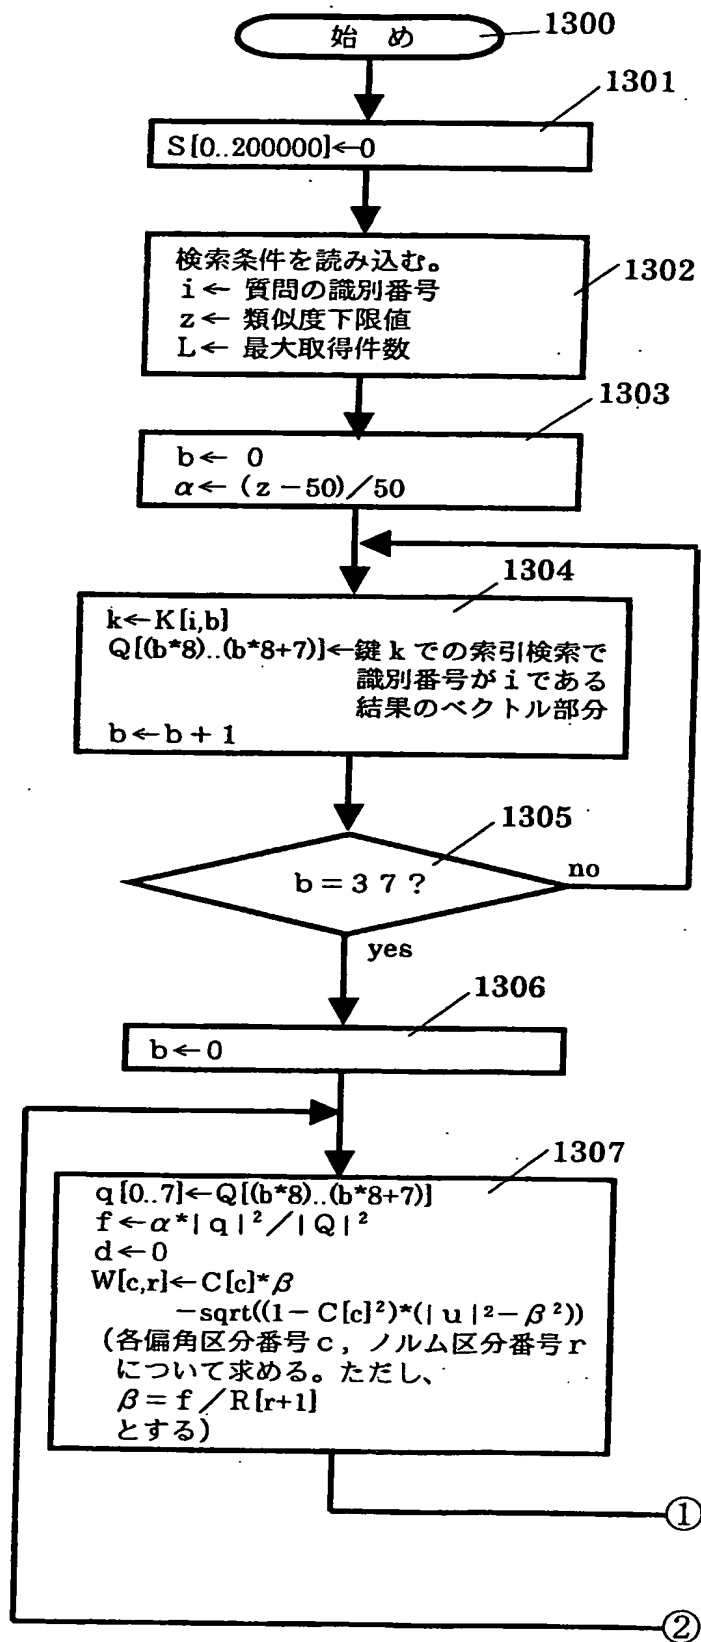 始 め
1300
1301
S[0..200000]←0
検索条件を読み込む。
i← 質問の識別番号
z← 類似度下限値
L← 最大取得件数
1302
1303
b← 0
α← (z－50)／50
1304
k←K[i,b]
Q[(b*8)..(b*8+7)]←鍵kでの索引検索で
識別番号がiである
結果のベクトル部分
b←b＋1
1305
b＝37？
no
yes
1306
b←0
1307
q[0..7]←Q[(b*8)..(b*8+7)]
f←α*|q|²/|Q|²
d←0
W[c,r]←C[c]*β
－sqrt((1－C[c]²)*(|u|²－β²))
(各偏角区分番号c，ノルム区分番号r
について求める。ただし、
β＝f／R[r+1]
とする)
①
②